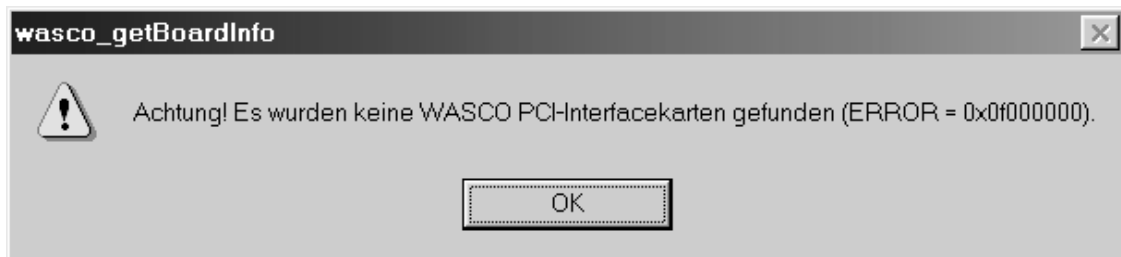 wasco_getBoardInfo
Achtung! Es wurden keine WASCO PCI-Interfacekarten gefunden (ERROR = 0x0f000000).
OK